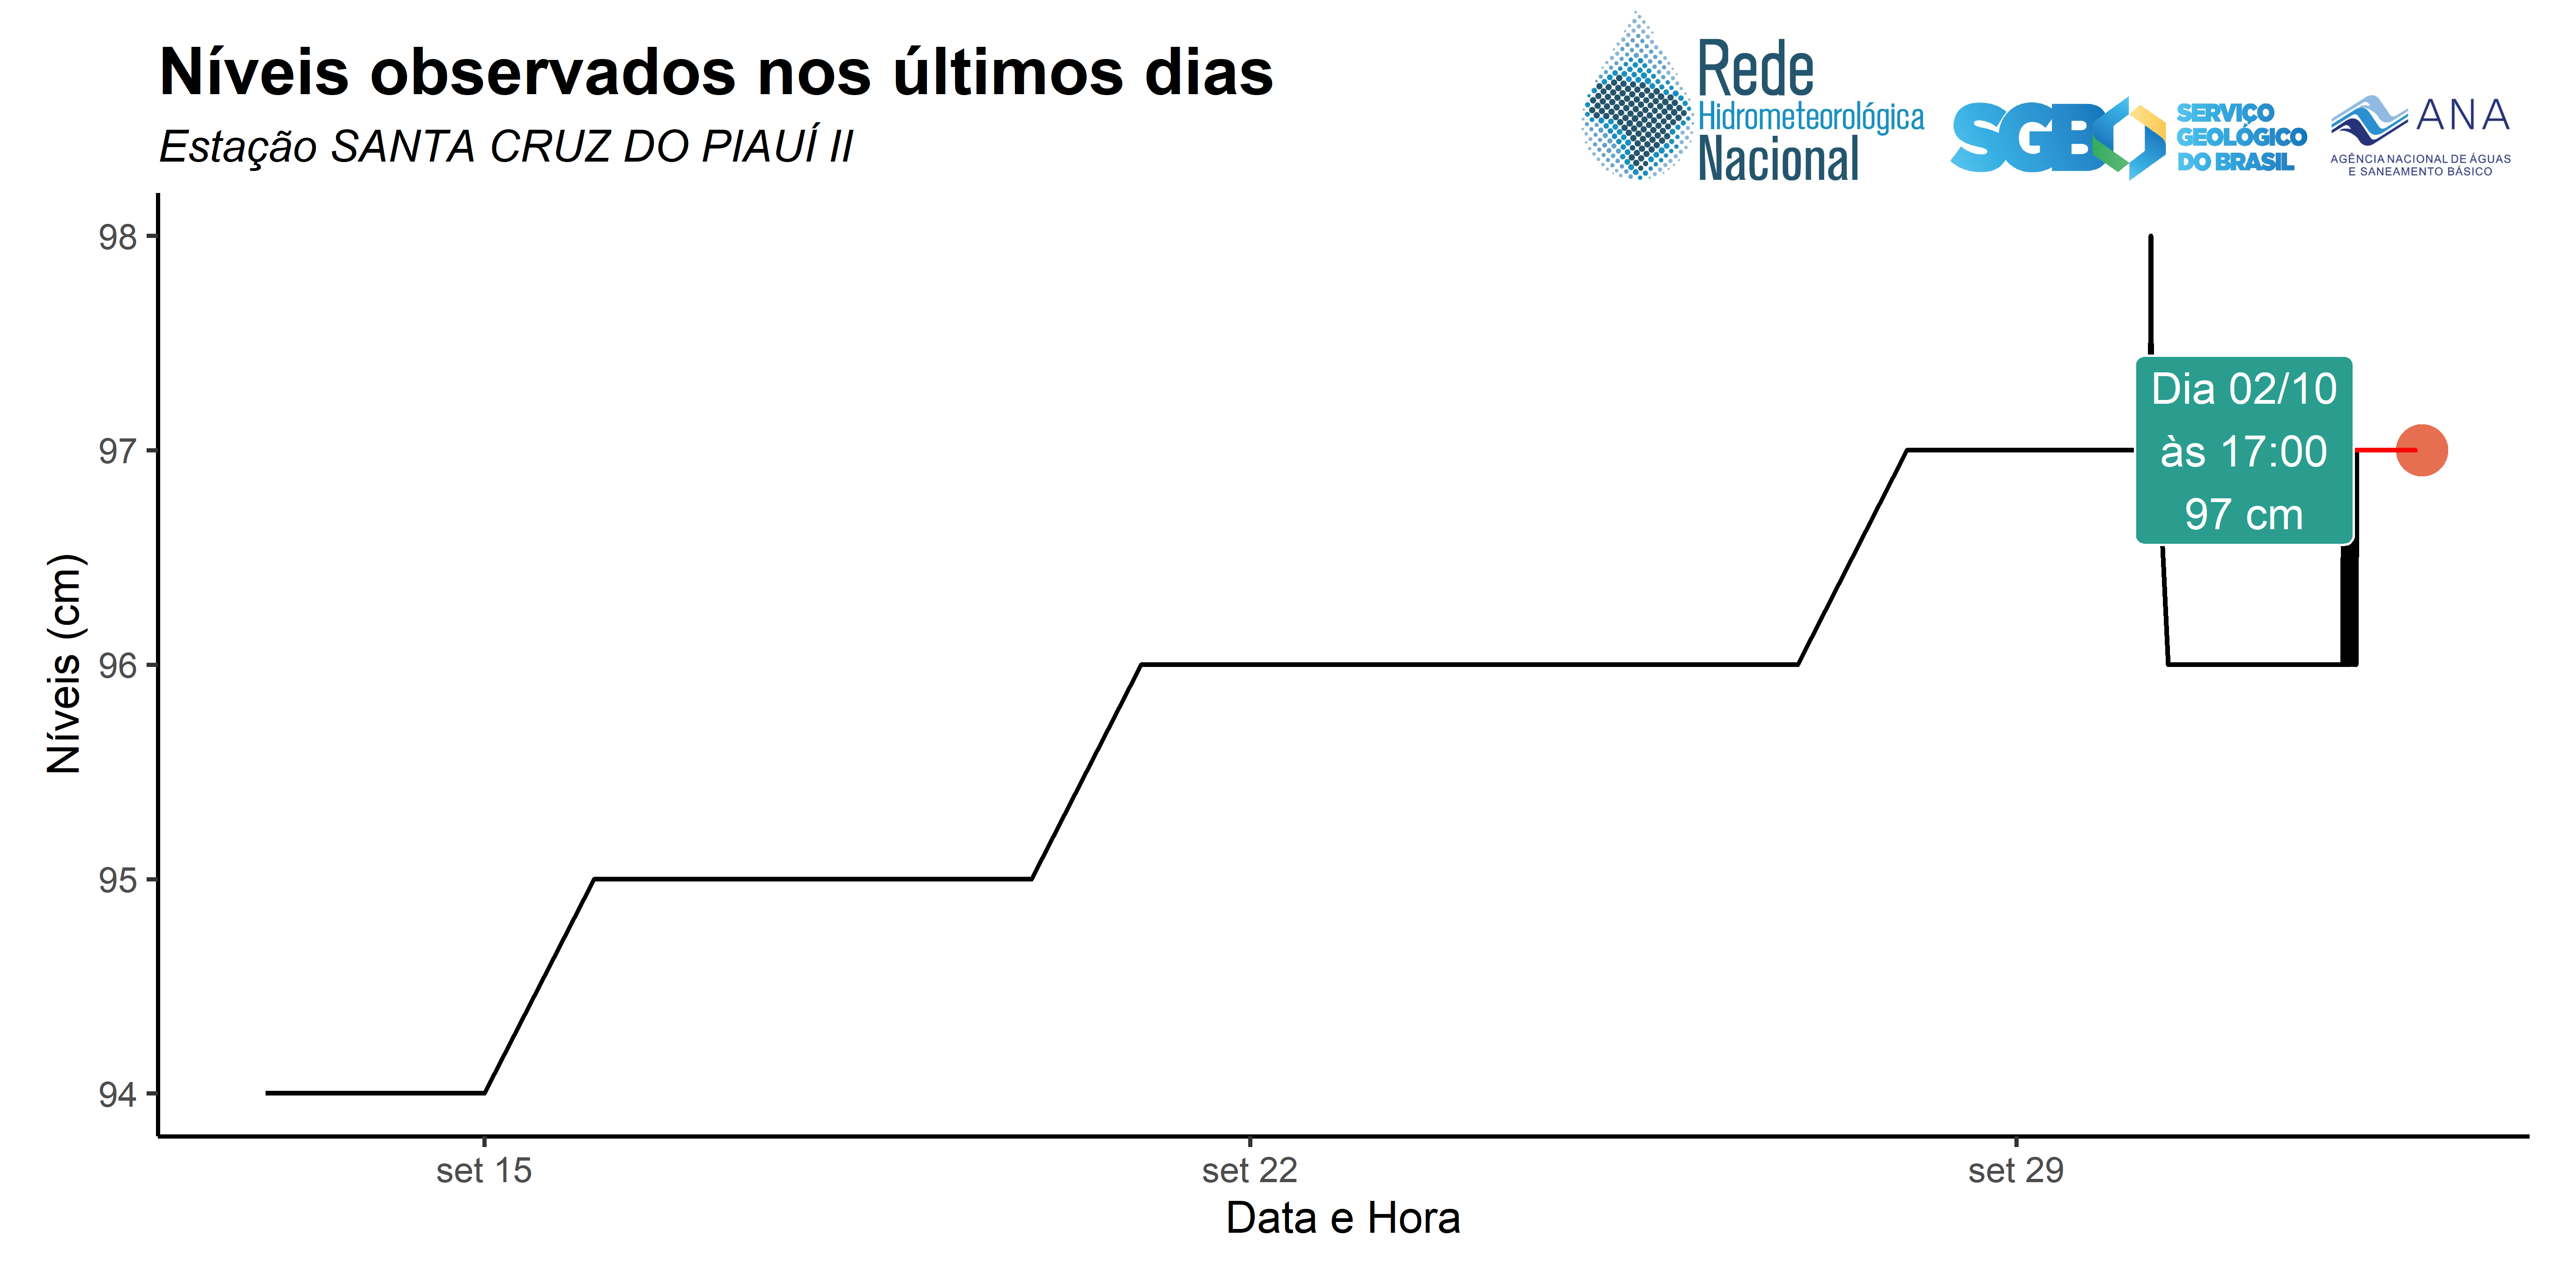 Níveis observados nos últimos dias
Estação SANTA CRUZ DO PIAUÍ II
Rede
Hidrometeorológica
Nacional
SGB
SERVIÇO
GEOLÓGICO
DO BRASIL
ANA
AGÊNCIA NACIONAL DE ÁGUAS
E SANEAMENTO BÁSICO
98
97
96
95
94
Níveis (cm)
Dia 02/10
às 17:00
97 cm
set 15
set 22
set 29
Data e Hora